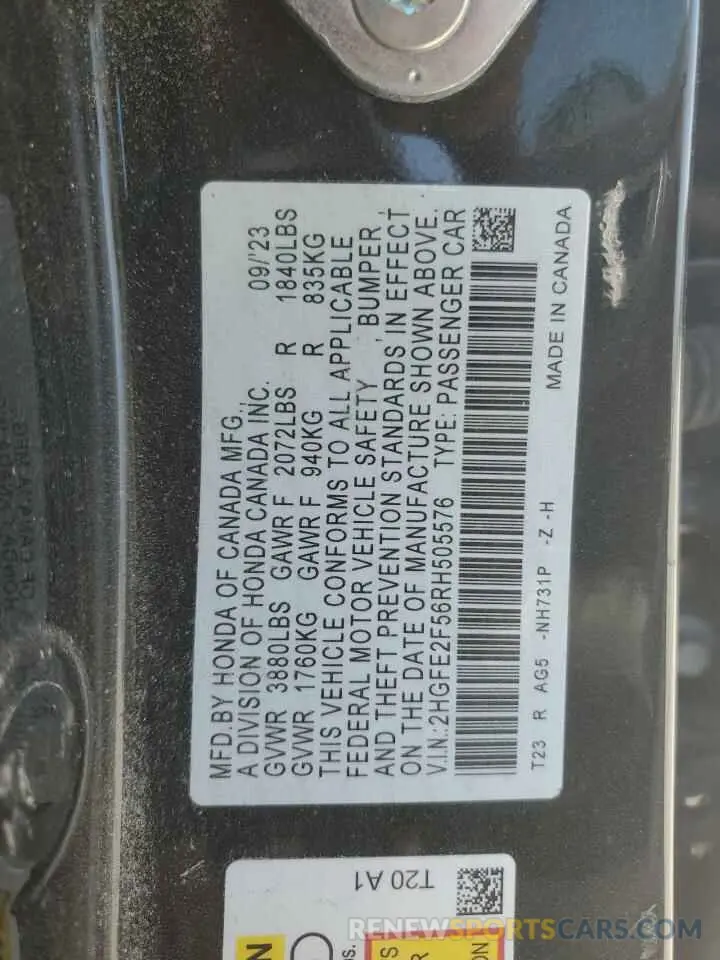 MFD.BY HONDA OF CANADA MFG.,
A DIVISION OF HONDA CANADA INC. 09/'23
GVWR 3880LBS GAWR F 2072LBS R 1840LBS
GVWR 1760KG GAWR F 940KG R 835KG
THIS VEHICLE CONFORMS TO ALL APPLICABLE
FEDERAL MOTOR VEHICLE SAFETY , BUMPER ,
AND THEFT PREVENTION STANDARDS, IN EFFECT
ON THE DATE OF MANUFACTURE SHOWN ABOVE.
V.I.N.:2HGFE2F56RH505576 TYPE: PASSENGER CAR
T23 R AG5 -NH731P -Z -H
MADE IN CANADA
T20 A1
RENEWSPORTSCARS.COM